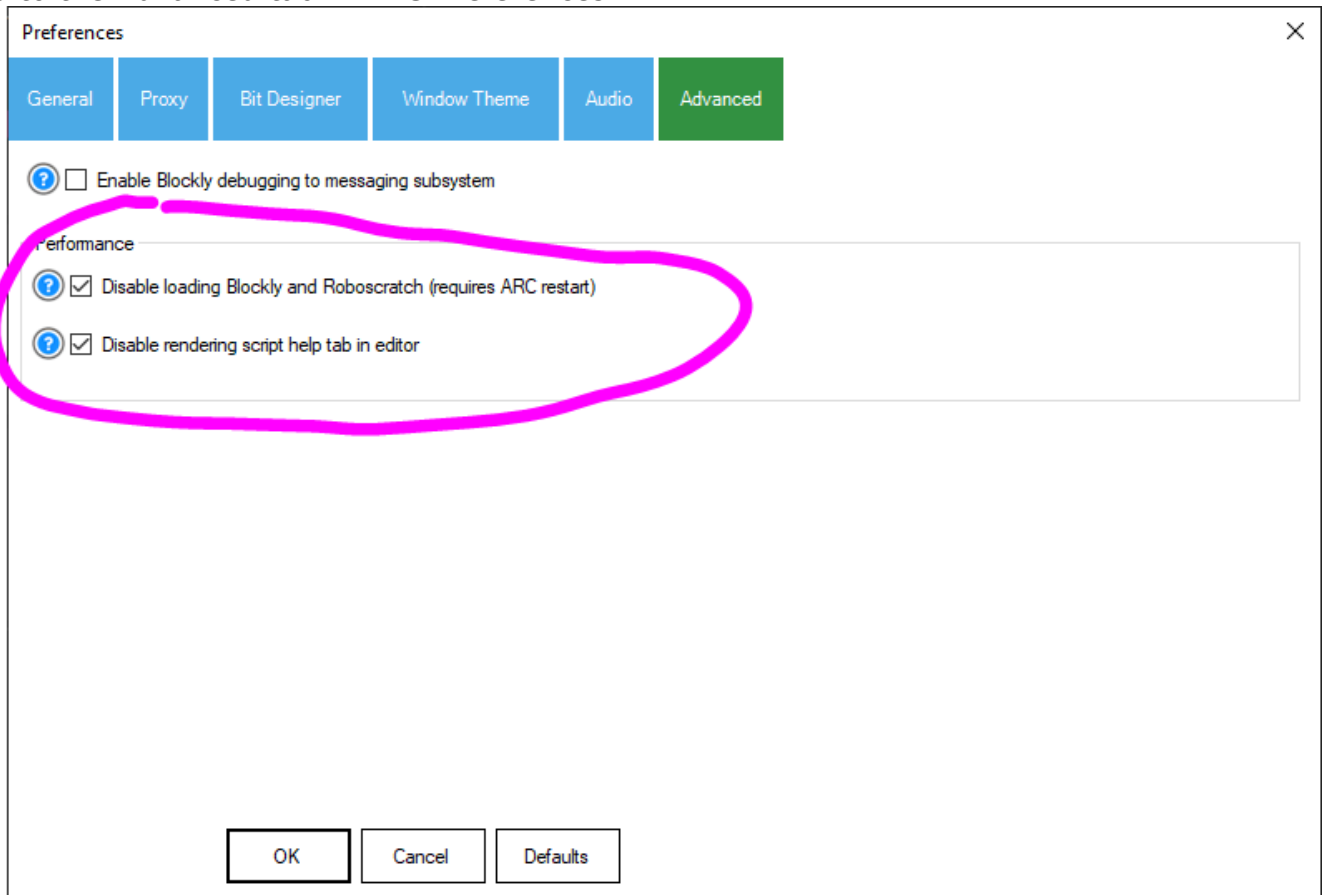 Preferences
General Proxy Bit Designer Window Theme Audio Advanced
Enable Blockly debugging to messaging subsystem
Performance
Disable loading Blockly and Roboscratch (requires ARC restart)
Disable rendering script help tab in editor
OK Cancel Defaults